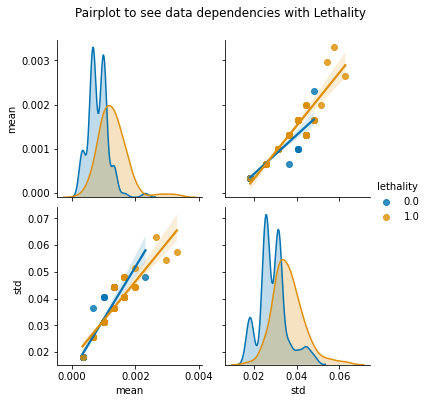 Pairplot to see data dependencies with Lethality
0.003
0.002
0.001
0.000
mean
lethality
0.0
1.0
0.07
0.06
0.05
0.04
0.03
0.02
std
0.000 0.002 0.004
mean
0.02 0.04 0.06
std